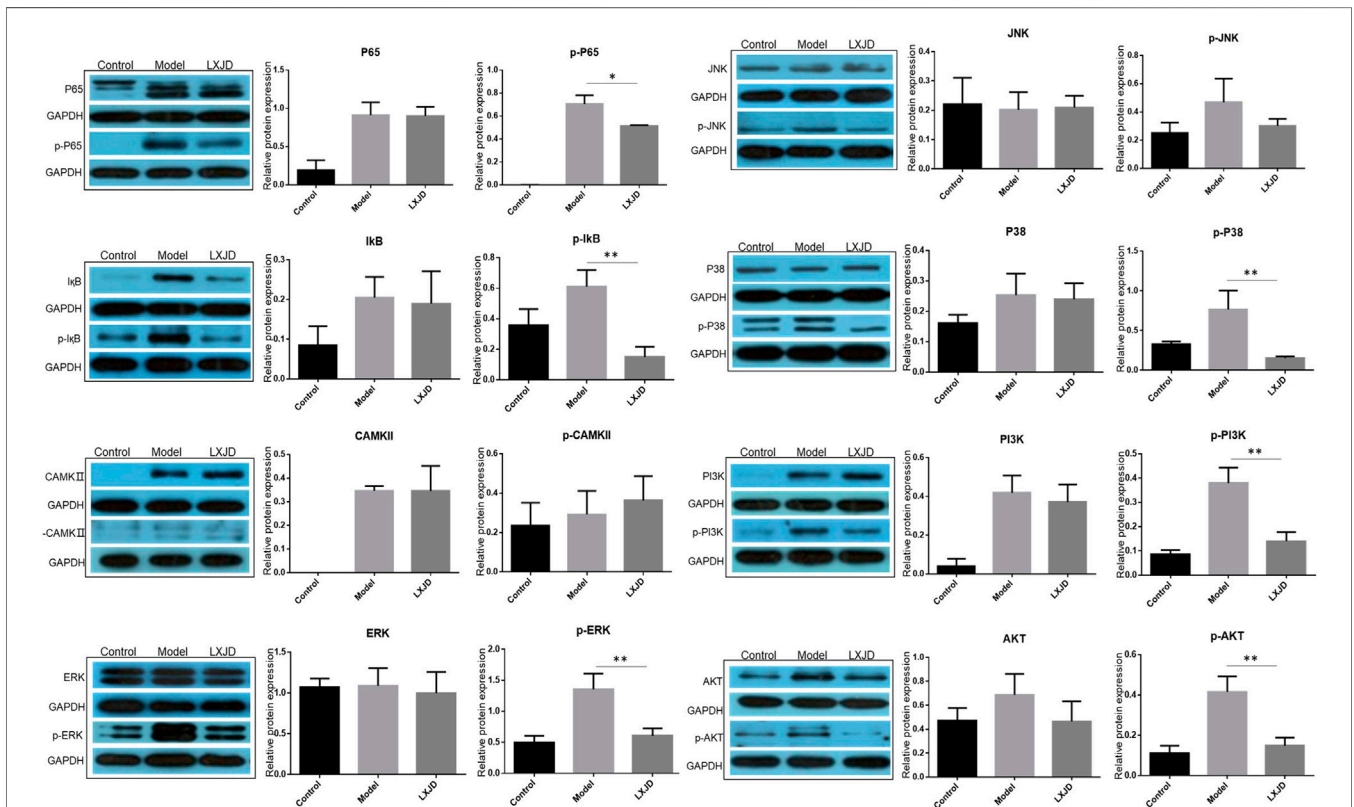 Control Model LXJD
P65
GAPDH
p-P65
GAPDH
P65
Relative protein expression
1.5
1.0
0.5
0.0
Control
Model
LXJD
p-P65
Relative protein expression
1.0
0.8
0.6
0.4
0.2
0.0
*
Control
Model
LXJD
Control Model LXJD
JNK
GAPDH
p-JNK
GAPDH
JNK
Relative protein expression
0.4
0.3
0.2
0.1
0.0
Control
Model
LXJD
p-JNK
Relative protein expression
0.8
0.6
0.4
0.2
0.0
Control
Model
LXJD
Control Model LXJD
IκB
GAPDH
p-IκB
GAPDH
IkB
Relative protein expression
0.4
0.3
0.2
0.1
0.0
Control
Model
LXJD
p-IkB
Relative protein expression
0.8
0.6
0.4
0.2
0.0
**
Control
Model
LXJD
Control Model LXJD
P38
GAPDH
p-P38
GAPDH
P38
Relative protein expression
0.4
0.3
0.2
0.1
0.0
Control
Model
LXJD
p-P38
Relative protein expression
1.5
1.0
0.5
0.0
**
Control
Model
LXJD
Control Model LXJD
CAMKⅡ
GAPDH
-CAMKⅡ
GAPDH
CAMKII
Relative protein expression
0.5
0.4
0.3
0.2
0.1
0.0
Control
Model
LXJD
p-CAMKII
Relative protein expression
0.8
0.6
0.4
0.2
0.0
Control
Model
LXJD
Control Model LXJD
PI3K
GAPDH
p-PI3K
GAPDH
PI3K
Relative protein expression
0.6
0.4
0.2
0.0
Control
Model
LXJD
p-PI3K
Relative protein expression
0.5
0.4
0.3
0.2
0.1
0.0
**
Control
Model
LXJD
Control Model LXJD
ERK
GAPDH
p-ERK
GAPDH
ERK
Relative protein expression
1.5
1.0
0.5
0.0
Control
Model
LXJD
p-ERK
Relative protein expression
2.0
1.5
1.0
0.5
0.0
**
Control
Model
LXJD
Control Model LXJD
AKT
GAPDH
p-AKT
GAPDH
AKT
Relative protein expression
1.0
0.8
0.6
0.4
0.2
0.0
Control
Model
LXJD
p-AKT
Relative protein expression
0.6
0.4
0.2
0.0
**
Control
Model
LXJD